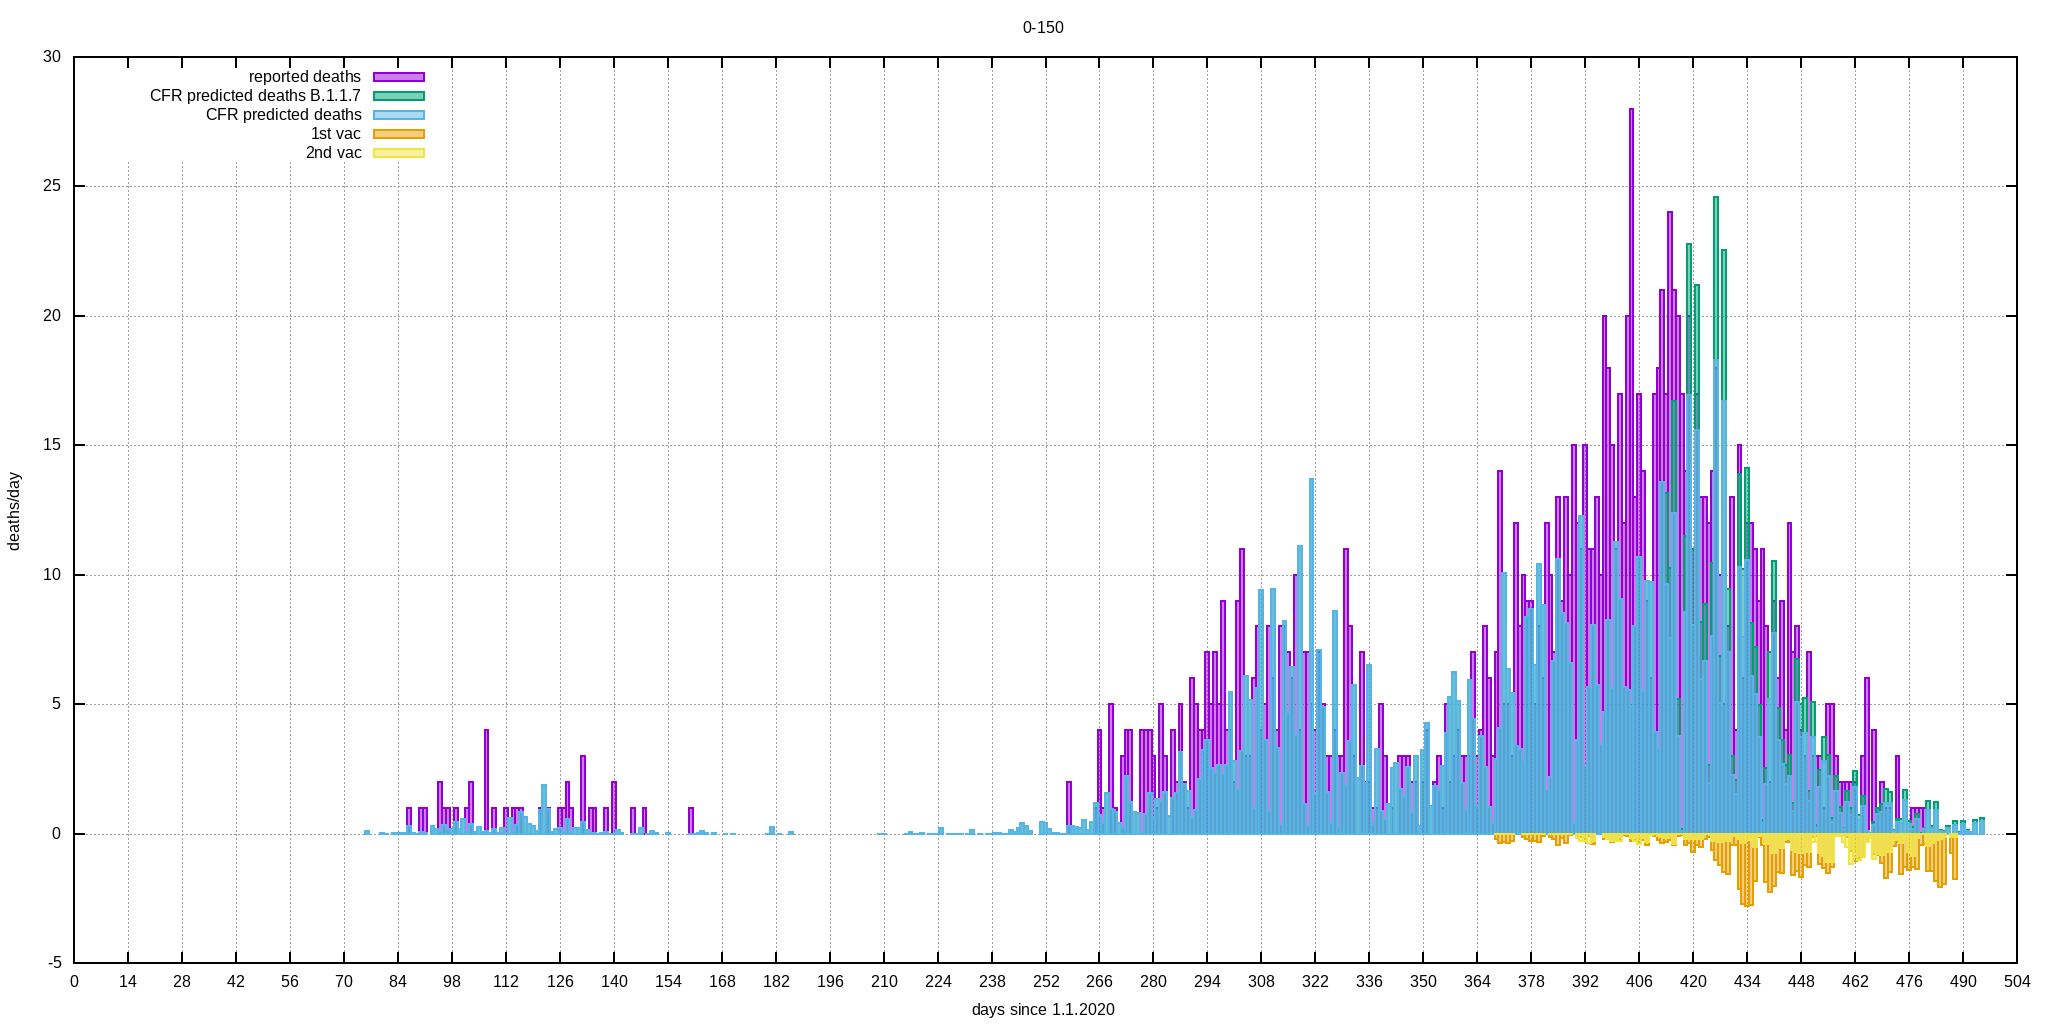 0-150
30
25
20
15
10
5
0
-5
deaths/day
reported deaths
CFR predicted deaths B.1.1.7
CFR predicted deaths
1st vac
2nd vac
0 14 28 42 56 70 84 98 112 126 140 154 168 182 196 210 224 238 252 266 280 294 308 322 336 350 364 378 392 406 420 434 448 462 476 490 504
days since 1.1.2020